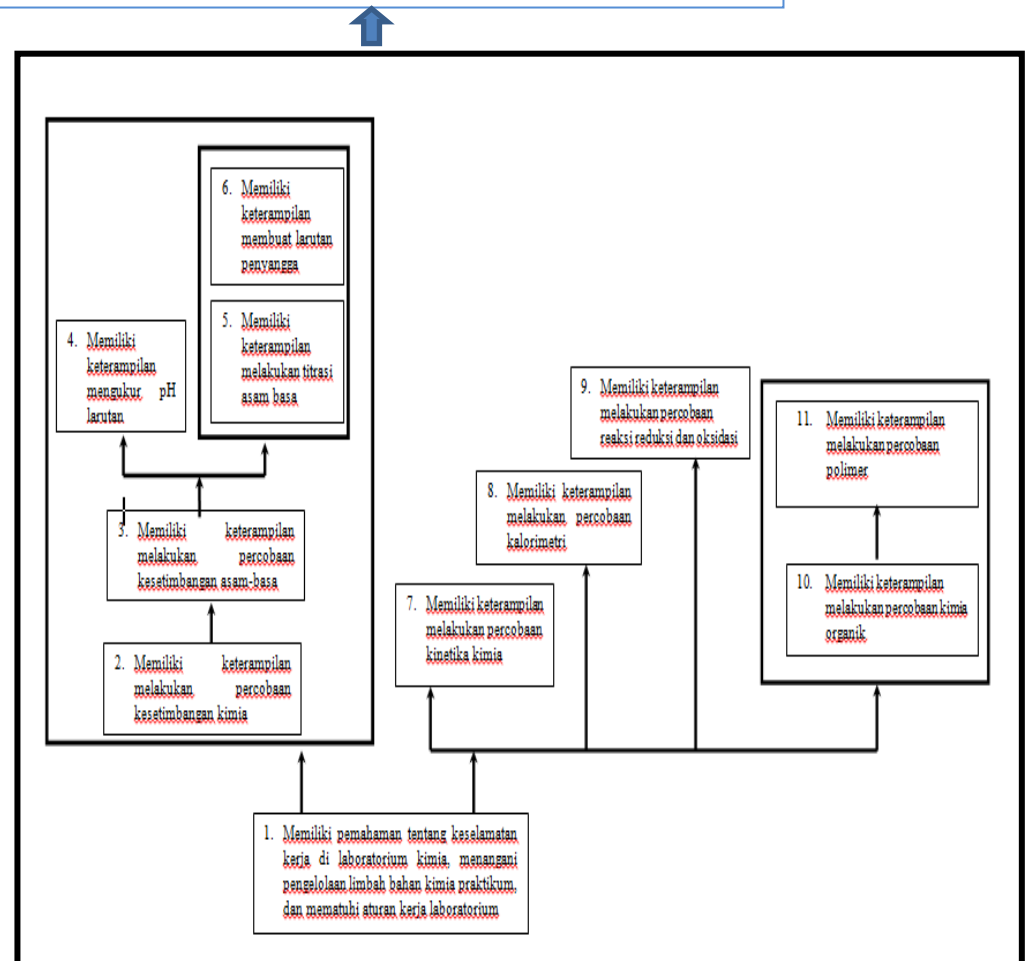 6. Memiliki
keterampilan
membuat larutan
penyangga
5. Memiliki
keterampilan
melakukan titrasi
asam basa
4. Memiliki
keterampilan
mengukur pH
larutan
3. Memiliki keterampilan
melakukan percobaan
kesetimbangan asam-basa
2. Memiliki keterampilan
melakukan percobaan
kesetimbangan kimia
9. Memiliki keterampilan
melakukan percobaan
reaksi reduksi dan oksidasi
8. Memiliki keterampilan
melakukan percobaan
kalorimetri
7. Memiliki keterampilan
melakukan percobaan
kinetika kimia
11. Memiliki keterampilan
melakukan percobaan
polimer
10. Memiliki keterampilan
melakukan percobaan kimia
organik
1. Memiliki pemahaman tentang keselamatan
kerja di laboratorium kimia, menangani
pengelolaan limbah bahan kimia praktikum,
dan mematuhi aturan kerja laboratorium